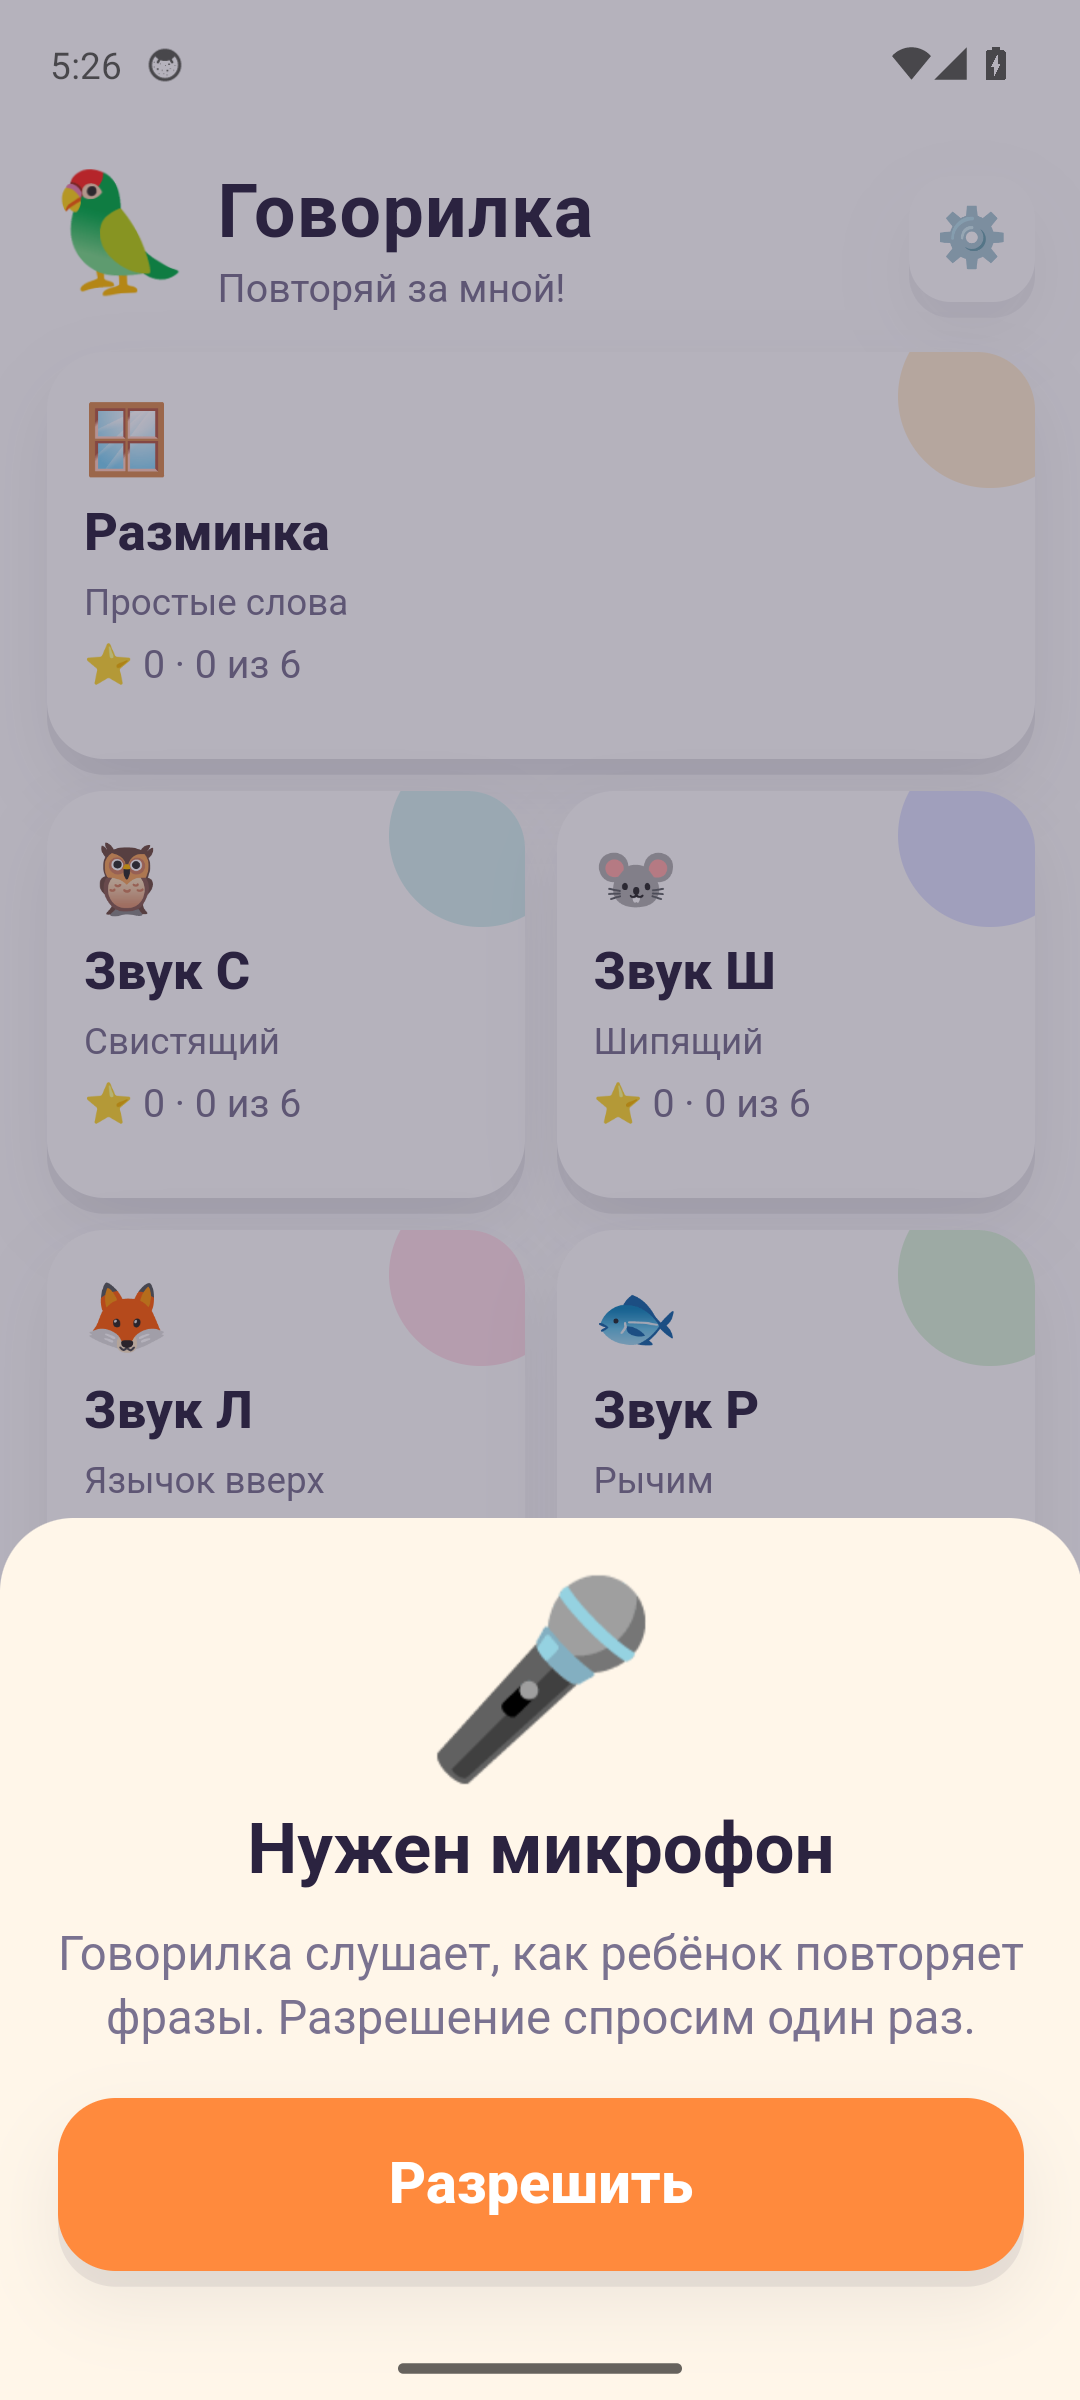 5:26
Говорилка
Повторяй за мной!
Разминка
Простые слова
⭐ 0 · 0 из 6
Звук С
Свистящий
⭐ 0 · 0 из 6
Звук Ш
Шипящий
⭐ 0 · 0 из 6
Звук Л
Язычок вверх
Звук Р
Рычим
Нужен микрофон
Говорилка слушает, как ребёнок повторяет
фразы. Разрешение спросим один раз.
Разрешить